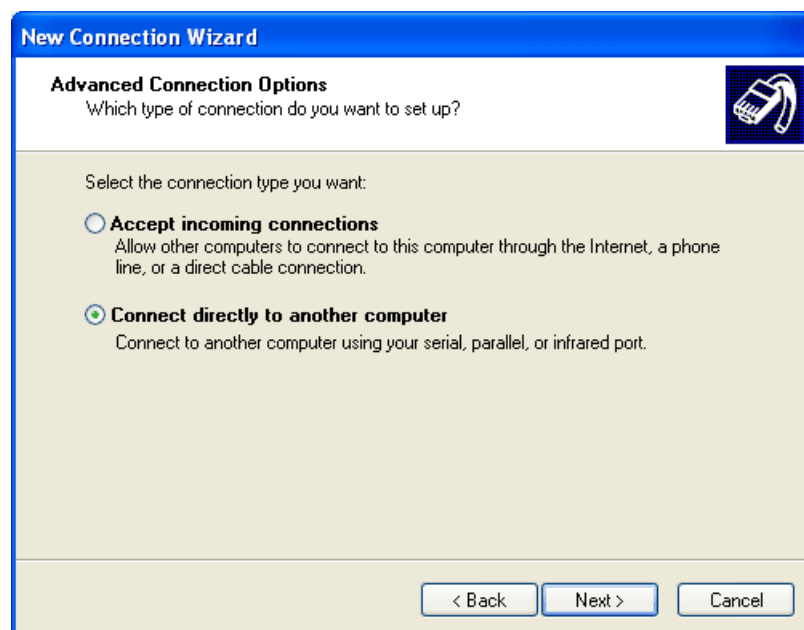 New Connection Wizard
Advanced Connection Options
Which type of connection do you want to set up?
Select the connection type you want:
Accept incoming connections
Allow other computers to connect to this computer through the Internet, a phone
line, or a direct cable connection.
Connect directly to another computer
Connect to another computer using your serial, parallel, or infrared port.
< Back Next > Cancel